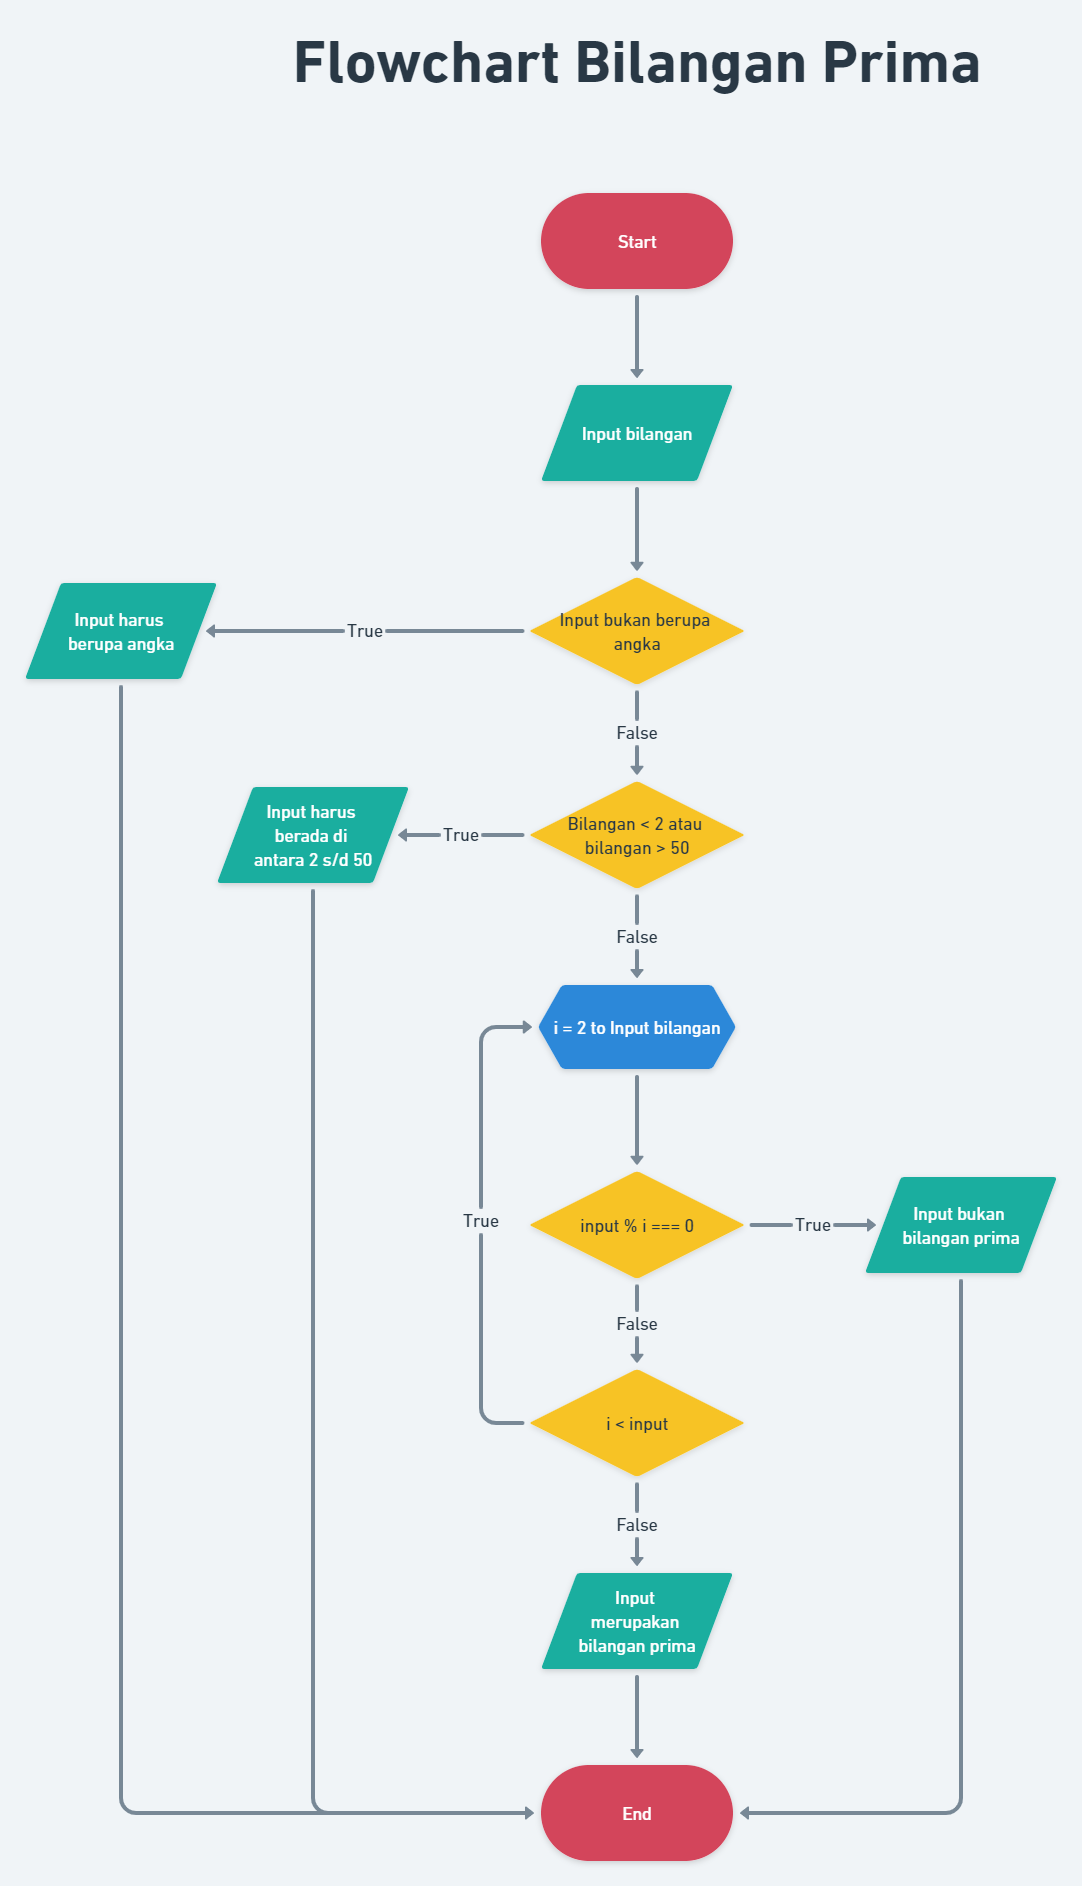 Flowchart Bilangan Prima
Start
Input bilangan
Input harus
berupa angka
True
Input bukan berupa
angka
False
Input harus
berada di
antara 2 s/d 50
True
Bilangan < 2 atau
bilangan > 50
False
i = 2 to Input bilangan
True
input % i === 0
True
Input bukan
bilangan prima
False
i < input
False
Input
merupakan
bilangan prima
End